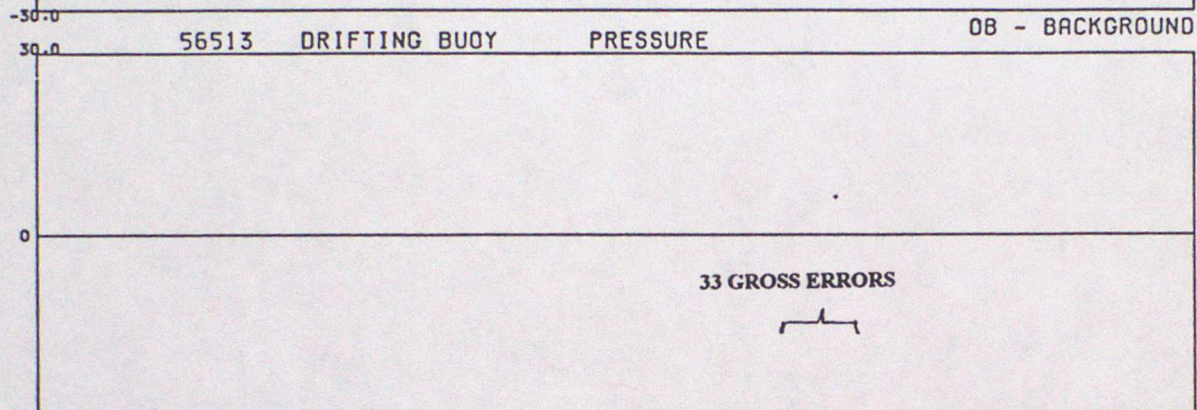 -30.0
56513 DRIFTING BUOY PRESSURE OB - BACKGROUND
30.0
0
33 GROSS ERRORS